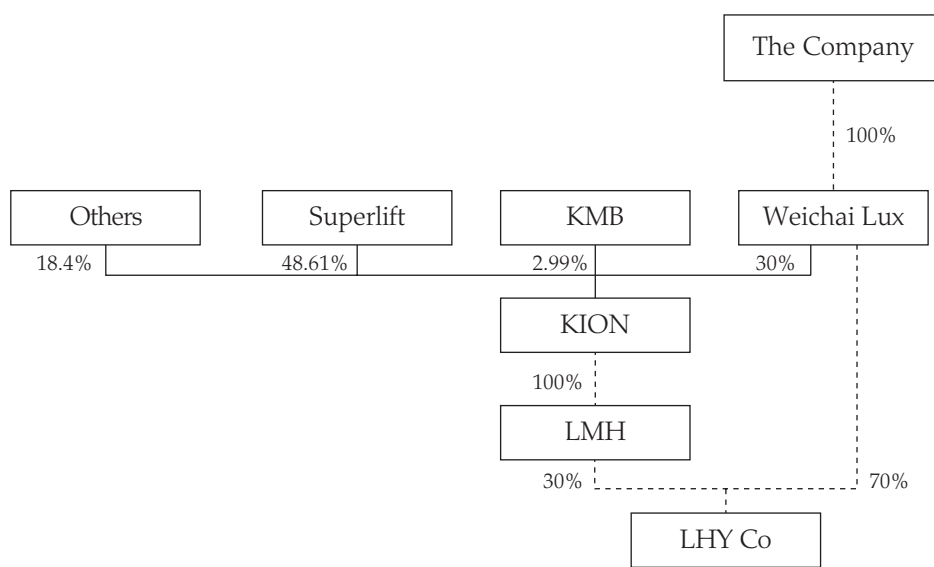 The Company
100%
Others
Superlift
KMB
Weichai Lux
18.4%
48.61%
2.99%
30%
KION
100%
LMH
30%
70%
LHY Co